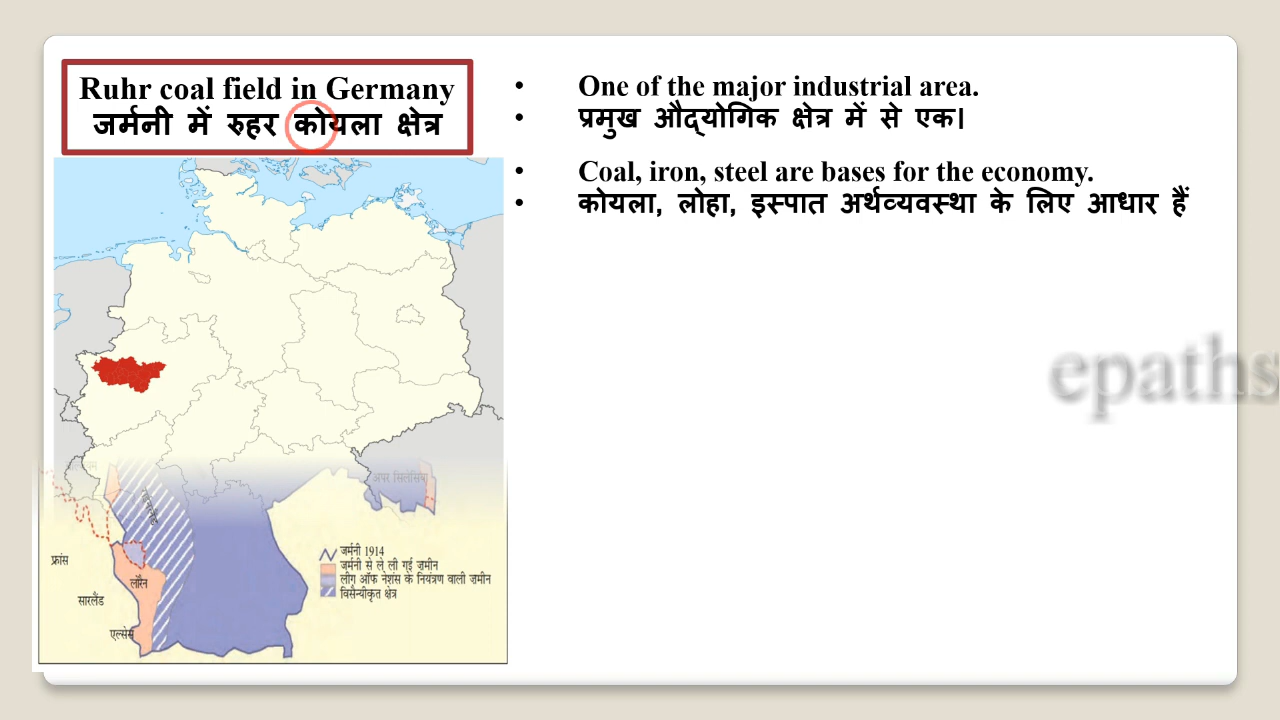 Ruhr coal field in Germany
जर्मनी में रुहर कोयला क्षेत्र
• One of the major industrial area.
• प्रमुख औद्योगिक क्षेत्र में से एक।
• Coal, iron, steel are bases for the economy.
• कोयला, लोहा, इस्पात अर्थव्यवस्था के लिए आधार हैं
epaths
अपर
फ्रांस
लॉरेन
सारलैंड
एल्सेस
जर्मनी 1914
जर्मनी से ले ली गई ज़मीन
लीग ऑफ नेशंस के नियंत्रण वाली ज़मीन
विसैन्यीकृत क्षेत्र